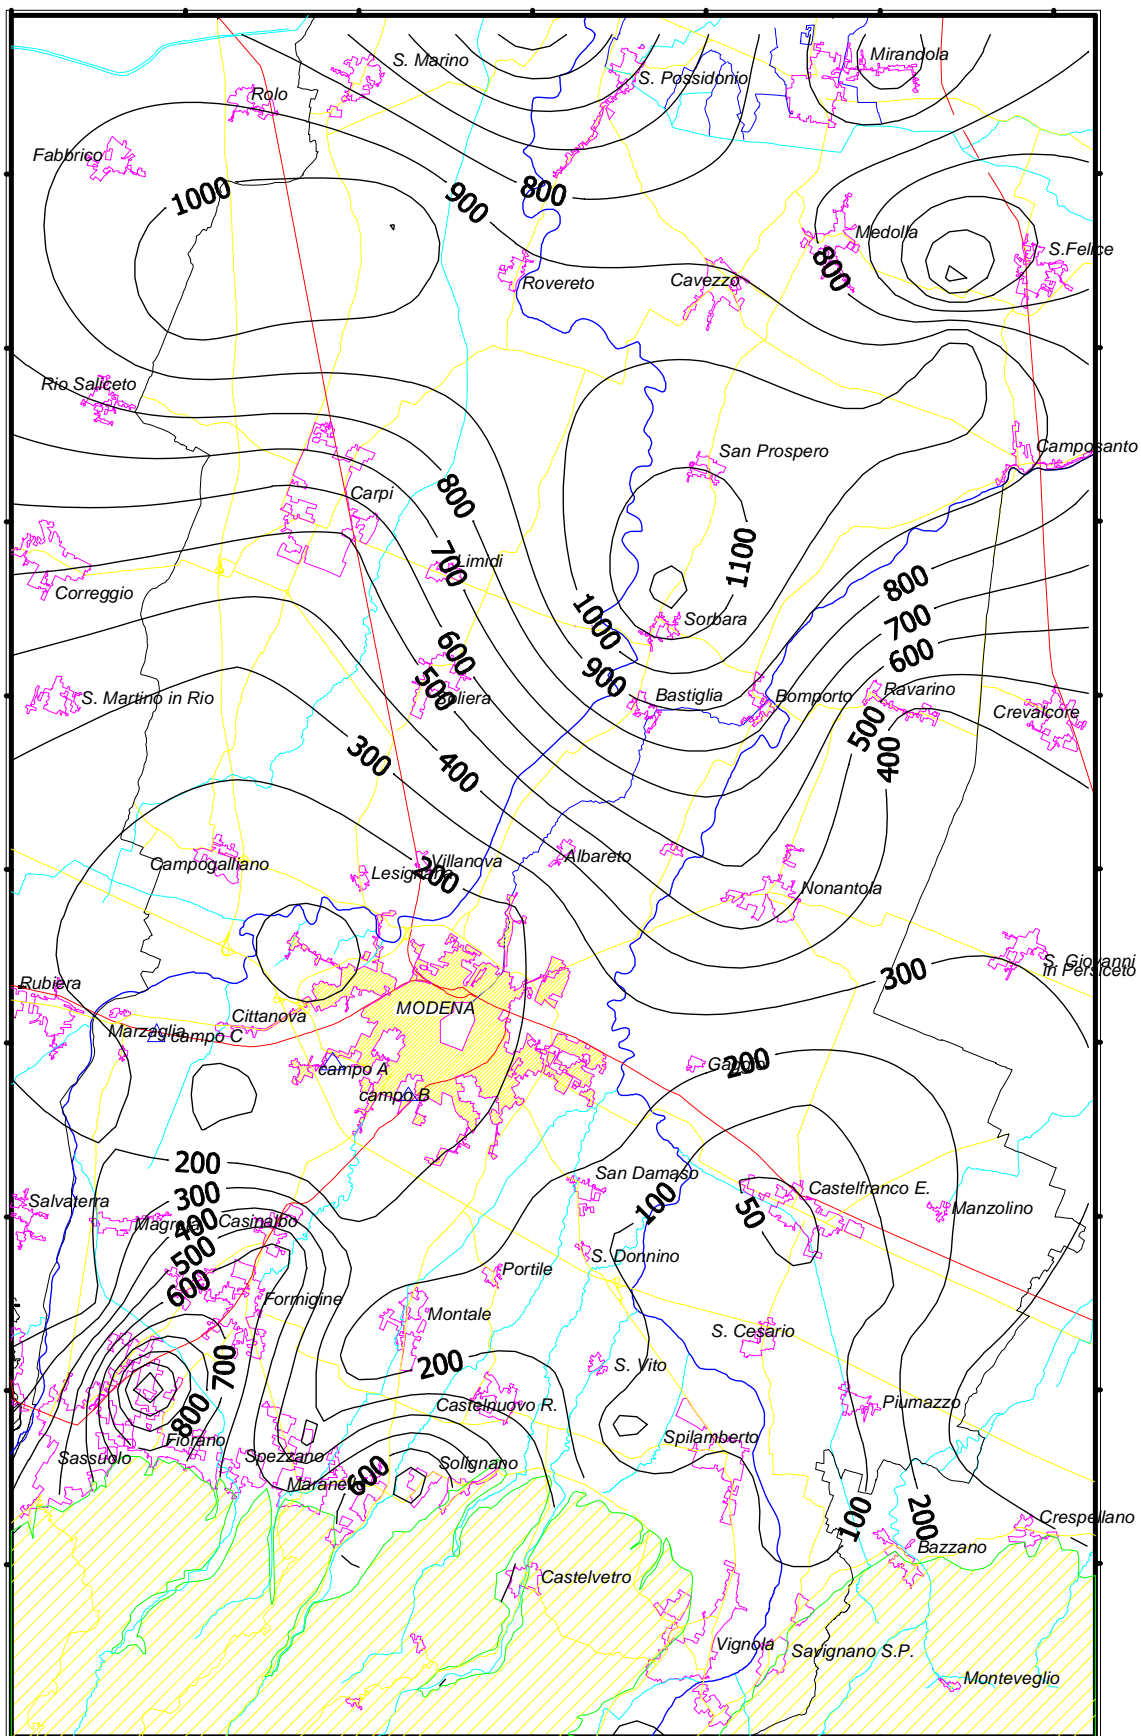 S. Marino
Mirandola
S. Possidonio
Rolo
Fabbrico
1000
900
800
Medolla
S.Felice
800
Rovereto
Cavezzo
Rio Saliceto
Camposanto
San Prospero
Carpi
800
1100
Limidi
700
Correggio
800
1000
Sorbara
700
600
600
900
500
Soliera
S. Martino in Rio
Bastiglia
Bomporto
Ravarino
Crevalcore
500
400
300
400
Villanova
Albareto
Campogalliano
Lesignana
200
Nonantola
S. Giovanni
in Persiceto
300
Rubiera
MODENA
Cittanova
Marzaglia
campo C
Gaggio
200
campo A
campo B
200
San Damaso
Castelfranco E.
300
Salvaterra
100
50
Manzolino
Magreta
400
Casinalbo
500
S. Donnino
Portile
600
Formigine
Montale
S. Cesario
700
200
S. Vito
Castelnuovo R.
Piumazzo
800
Fiorano
Spilamberto
Sassuolo
Spezzano
Solignano
Maranello
600
100
200
Crespellano
Bazzano
Castelvetro
Vignola
Savignano S.P.
Monteveglio